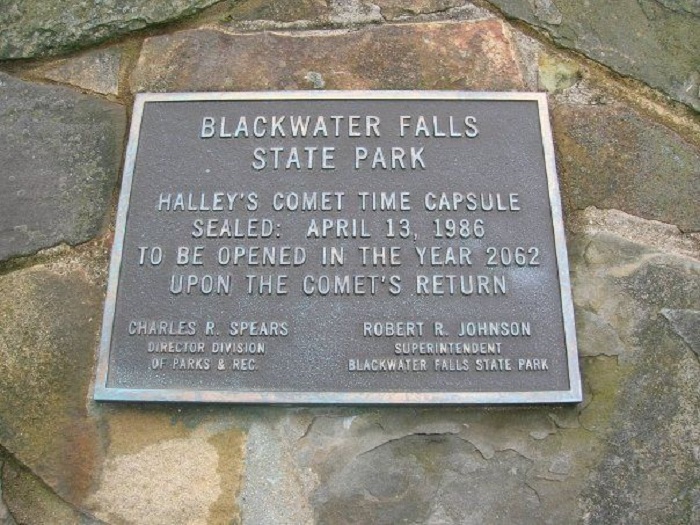 BLACKWATER FALLS
STATE PARK
HALLEY'S COMET TIME CAPSULE
SEALED: APRIL 13, 1986
TO BE OPENED IN THE YEAR 2062
UPON THE COMET'S RETURN
CHARLES R. SPEARS
DIRECTOR DIVISION
OF PARKS & REC.
ROBERT R. JOHNSON
SUPERINTENDENT
BLACKWATER FALLS STATE PARK